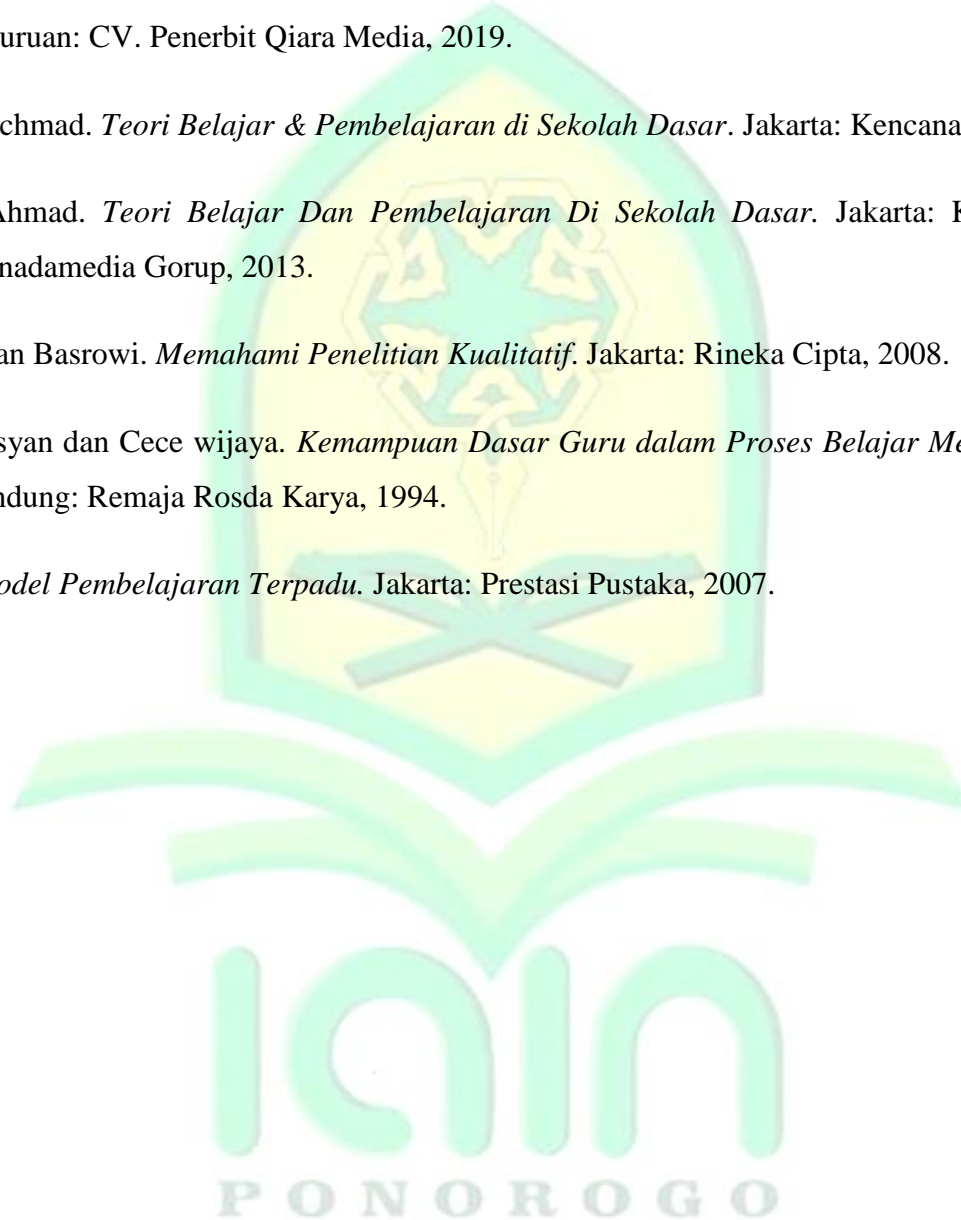 uruan: CV. Penerbit Qiara Media, 2019.
chmad. Teori Belajar & Pembelajaran di Sekolah Dasar. Jakarta: Kencana
Ahmad. Teori Belajar Dan Pembelajaran Di Sekolah Dasar. Jakarta: K
nadamedia Gorup, 2013.
an Basrowi. Memahami Penelitian Kualitatif. Jakarta: Rineka Cipta, 2008.
syan dan Cece wijaya. Kemampuan Dasar Guru dalam Proses Belajar Me
ndung: Remaja Rosda Karya, 1994.
odel Pembelajaran Terpadu. Jakarta: Prestasi Pustaka, 2007.
iain
PONOROGO